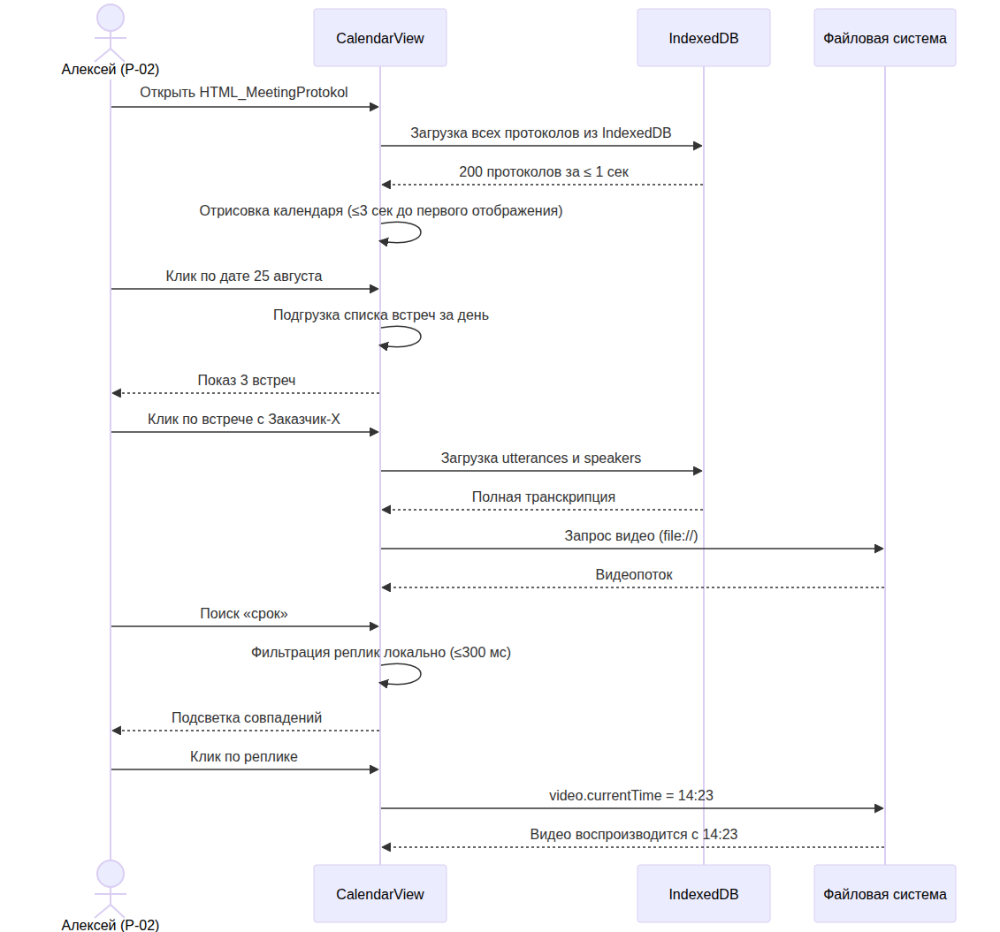 Алексей (P-02)
CalendarView
IndexedDB
Файловая система
Открыть HTML_MeetingProtokol
Загрузка всех протоколов из IndexedDB
200 протоколов за ≤ 1 сек
Отрисовка календаря (≤3 сек до первого отображения)
Клик по дате 25 августа
Подгрузка списка встреч за день
Показ 3 встреч
Клик по встрече с Заказчик-X
Загрузка utterances и speakers
Полная транскрипция
Запрос видео (file://)
Видеопоток
Поиск «срок»
Фильтрация реплик локально (≤300 мс)
Подсветка совпадений
Клик по реплике
video.currentTime = 14:23
Видео воспроизводится с 14:23
Алексей (P-02)
CalendarView
IndexedDB
Файловая система